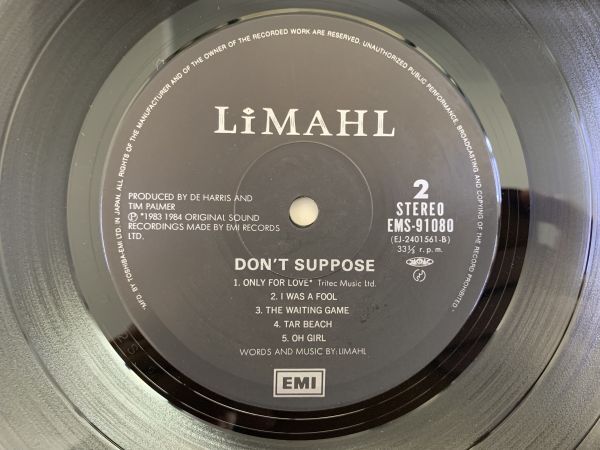 "MFD BY TOSHIBA-EMI LTD. IN JAPAN. ALL RIGHTS OF THE MANUFACTURER AND OF THE OWNER OF THE RECORDED WORK ARE RESERVED. UNAUTHORIZED PUBLIC PERFORMANCE, BROADCASTING AND COPYING OF THE RECORD PROHIBITED."
LiMAHL
PRODUCED BY DE HARRIS AND
TIM PALMER
℗ *1983 1984 ORIGINAL SOUND
RECORDINGS MADE BY EMI RECORDS
LTD.
2
STEREO
EMS-91080
(EJ-2401561-B)
33⅓ r.p.m.
DON'T SUPPOSE
1. ONLY FOR LOVE* Tritec Music Ltd.
2. I WAS A FOOL
3. THE WAITING GAME
4. TAR BEACH
5. OH GIRL
WORDS AND MUSIC BY: LIMAHL
EMI